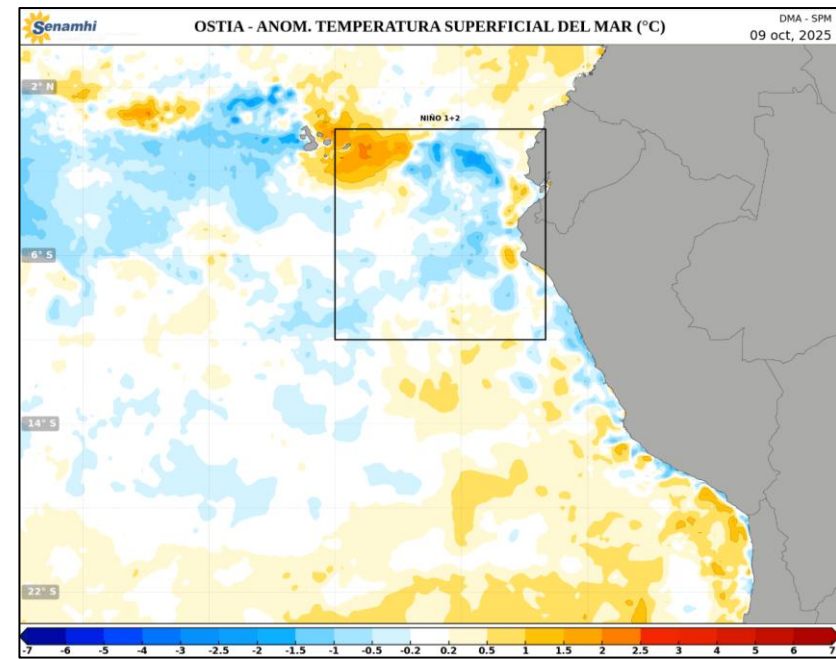 Senamhi
OSTIA - ANOM. TEMPERATURA SUPERFICIAL DEL MAR (°C)
DMA - SPM
09 oct, 2025
2° N
NIÑO 1+2
6° S
14° S
22° S
-7 -6 -5 -4 -3 -2.5 -2 -1.5 -1 -0.5 -0.2 0.2 0.5 1 1.5 2 2.5 3 4 5 6 7